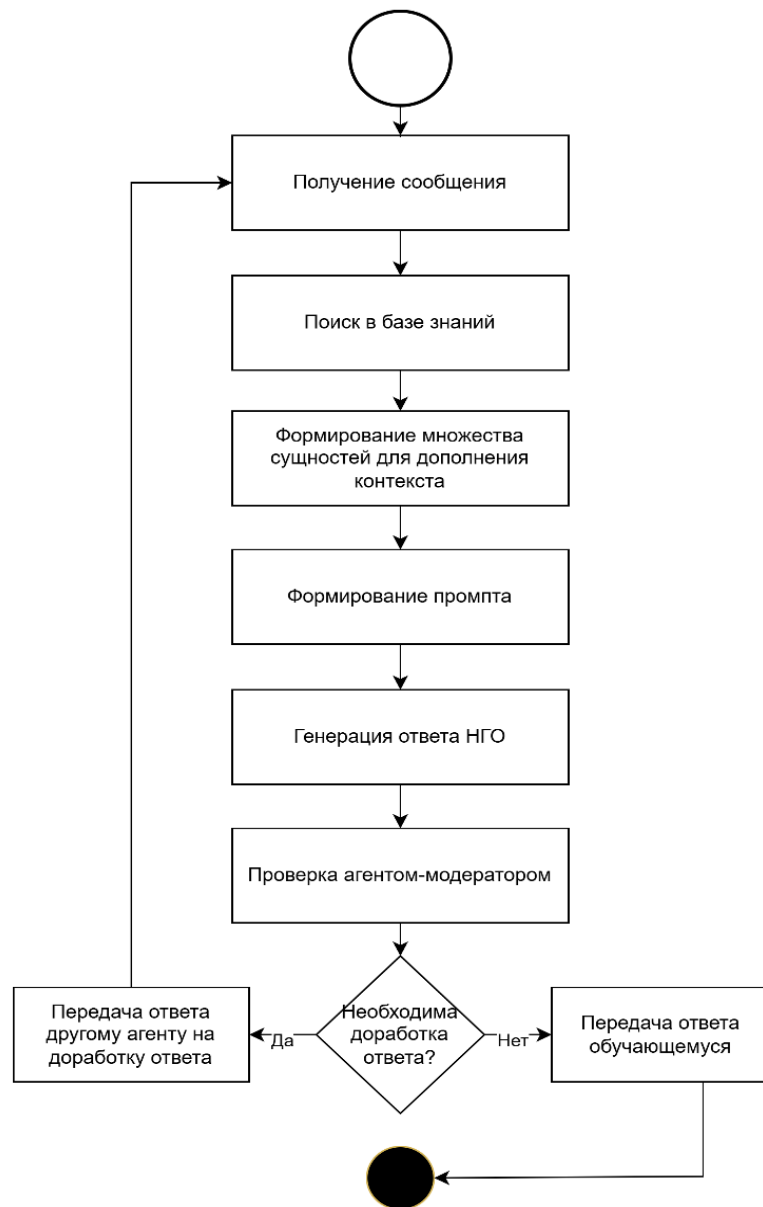 Получение сообщения
Поиск в базе знаний
Формирование множества
сущностей для дополнения
контекста
Формирование промпта
Генерация ответа НГО
Проверка агентом-модератором
Передача ответа
другому агенту на
доработку ответа
Да
Необходима
доработка
ответа?
Нет
Передача ответа
обучающемуся